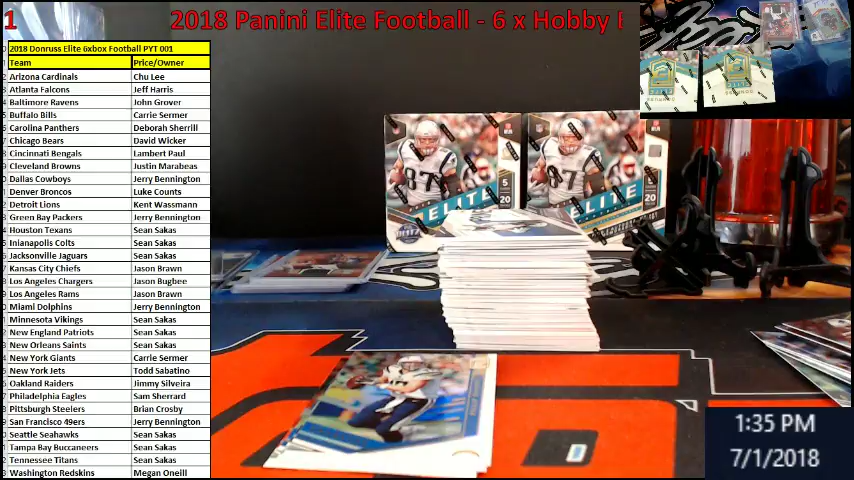 1
2018 Panini Elite Football - 6 x Hobby
2018 Donruss Elite 6xbox Football PYT 001
Team Price/Owner
Arizona Cardinals Chu Lee
Atlanta Falcons Jeff Harris
Baltimore Ravens John Grover
Buffalo Bills Carrie Sermer
Carolina Panthers Deborah Sherrill
Chicago Bears David Wicker
Cincinnati Bengals Lambert Paul
Cleveland Browns Justin Marabeas
Dallas Cowboys Jerry Bennington
Denver Broncos Luke Counts
Detroit Lions Kent Wassmann
Green Bay Packers Jerry Bennington
Houston Texans Sean Sakas
Inianapolis Colts Sean Sakas
Jacksonville Jaguars Sean Sakas
Kansas City Chiefs Jason Brawn
Los Angeles Chargers Jason Bugbee
Los Angeles Rams Jason Brawn
Miami Dolphins Jerry Bennington
Minnesota Vikings Sean Sakas
New England Patriots Sean Sakas
New Orleans Saints Sean Sakas
New York Giants Carrie Sermer
New York Jets Todd Sabatino
Oakland Raiders Jimmy Silveira
Philadelphia Eagles Sam Sherrard
Pittsburgh Steelers Brian Crosby
San Francisco 49ers Jerry Bennington
Seattle Seahawks Sean Sakas
Tampa Bay Buccaneers Sean Sakas
Tennessee Titans Sean Sakas
Washington Redskins Megan Oneill
87
5
20
ELITE
87
20
ELITE
1:35 PM
7/1/2018